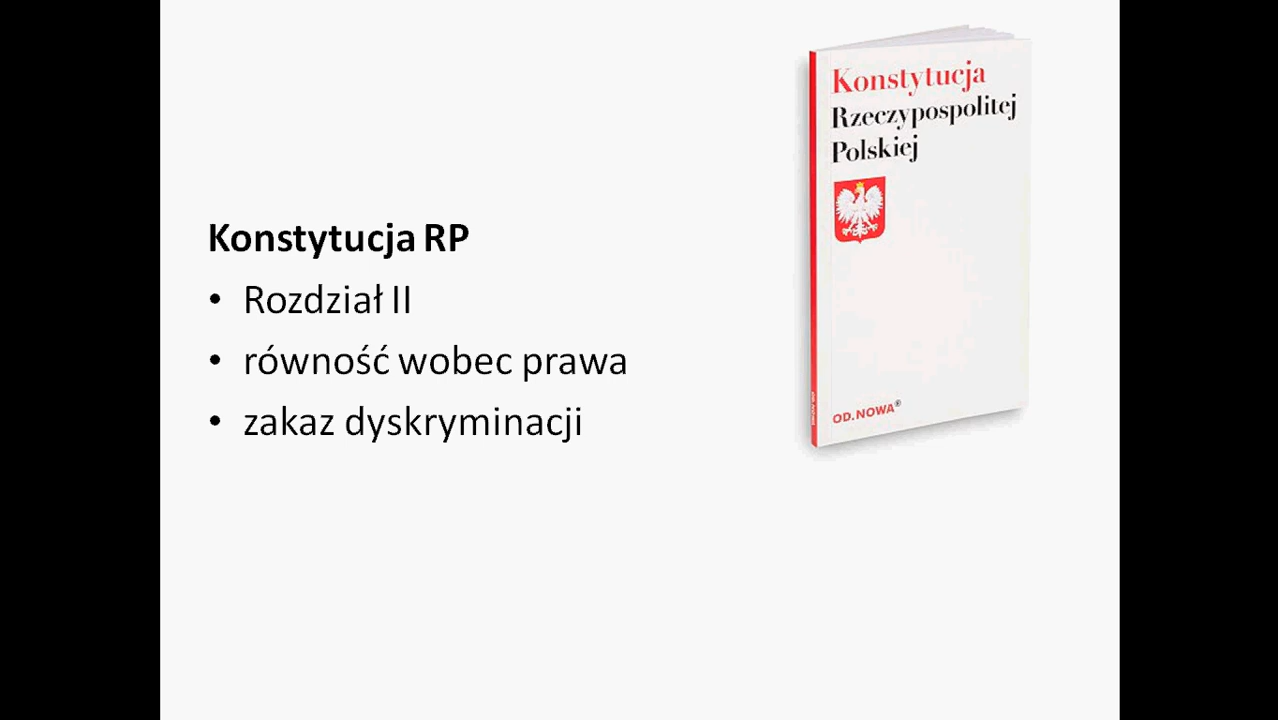 Konstytucja RP
• Rozdział II
• równość wobec prawa
• zakaz dyskryminacji
Konstytucja
Rzeczypospolitej
Polskiej
OD.NOWA®